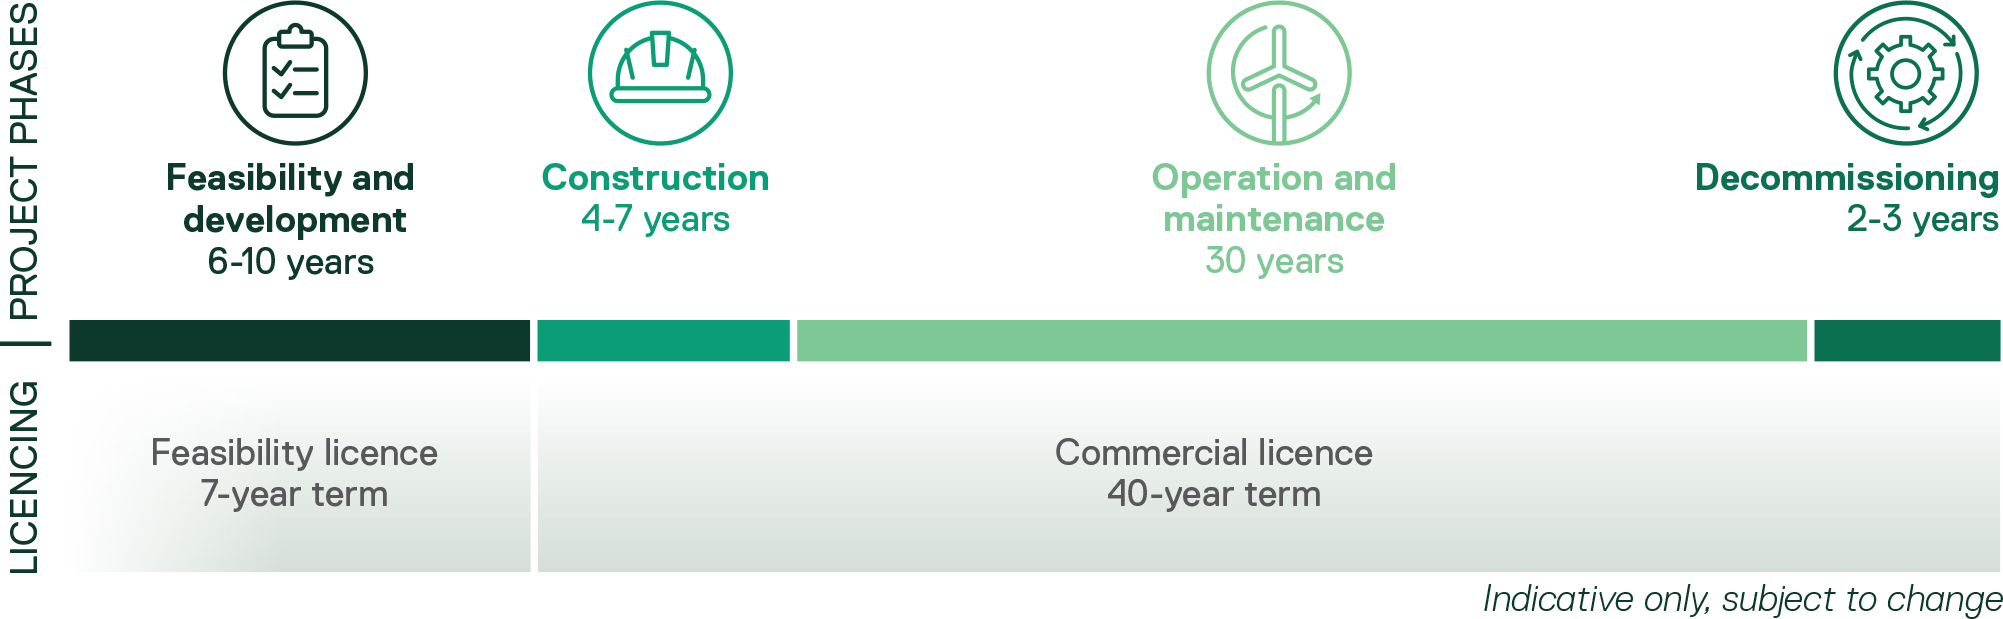 PROJECT PHASES
Feasibility and
development
6-10 years
Construction
4-7 years
Operation and
maintenance
30 years
Decommissioning
2-3 years
LICENCING
Feasibility licence
7-year term
Commercial licence
40-year term
Indicative only, subject to change